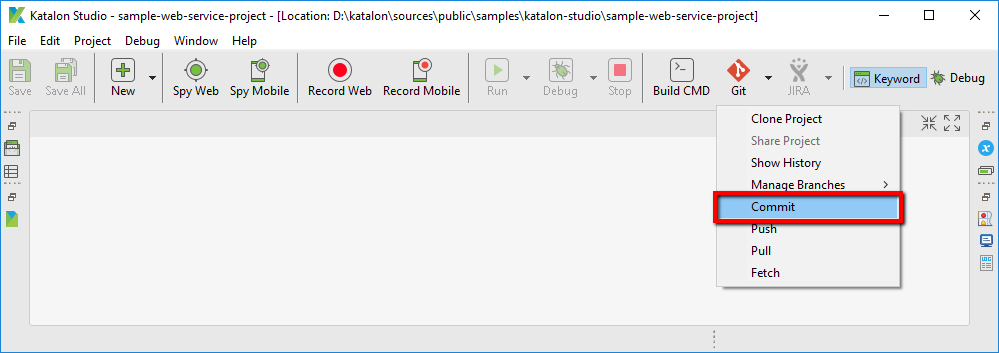 Katalon Studio - sample-web-service-project - [Location: D:\katalon\sources\public\samples\katalon-studio\sample-web-service-project]
File Edit Project Debug Window Help
Save Save All New Spy Web Spy Mobile Record Web Record Mobile Run Debug Stop Build CMD Git JIRA Keyword Debug
Clone Project
Share Project
Show History
Manage Branches
Commit
Push
Pull
Fetch